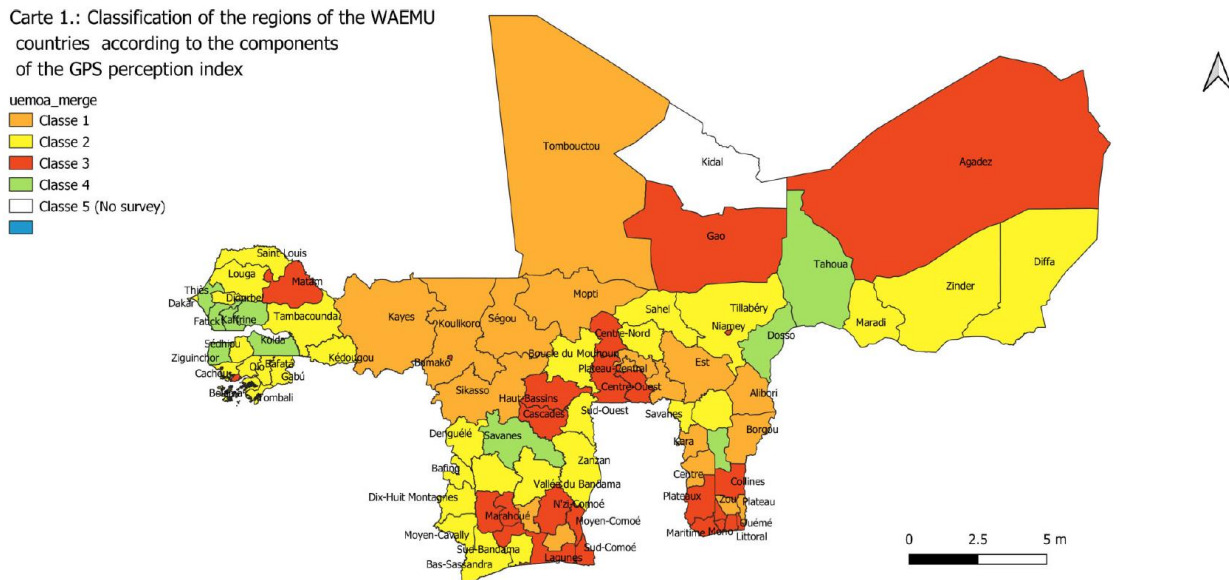 Carte 1.: Classification of the regions of the WAEMU
countries according to the components
of the GPS perception index
uemoa_merge
Classe 1
Classe 2
Classe 3
Classe 4
Classe 5 (No survey)
Tombouctou
Kidal
Agadez
Gao
Tahoua
Diffa
Zinder
Maradi
Saint-Louis
Louga
Matam
Thiès
Diourbel
Dakar
Fatick
Kaffrine
Tambacounda
Kayes
Koulikoro
Ségou
Mopti
Sahel
Tillabéry
Niamey
Dosso
Centre-Nord
Sédhiou
Kolda
Ziguinchor
Kédougou
Bamako
Boucle du Mouhoun
Plateau-Central
Est
Cacheu
Oio
Bafatá
Gabú
Tombali
Sikasso
Haut-Bassins
Centre-Ouest
Alibori
Cascades
Sud-Ouest
Savanes
Borgou
Denguélé
Savanes
Kara
Bafing
Zanzan
Centre
Collines
Vallée du Bandama
Dix-Huit Montagnes
N'zi-Comoé
Plateaux
Zou
Plateau
Marahoué
Moyen-Comoé
Maritime
Mono
Ouémé
Littoral
Moyen-Cavally
Sud-Bandama
Sud-Comoé
Bas-Sassandra
Lagunes
0 2.5 5 m